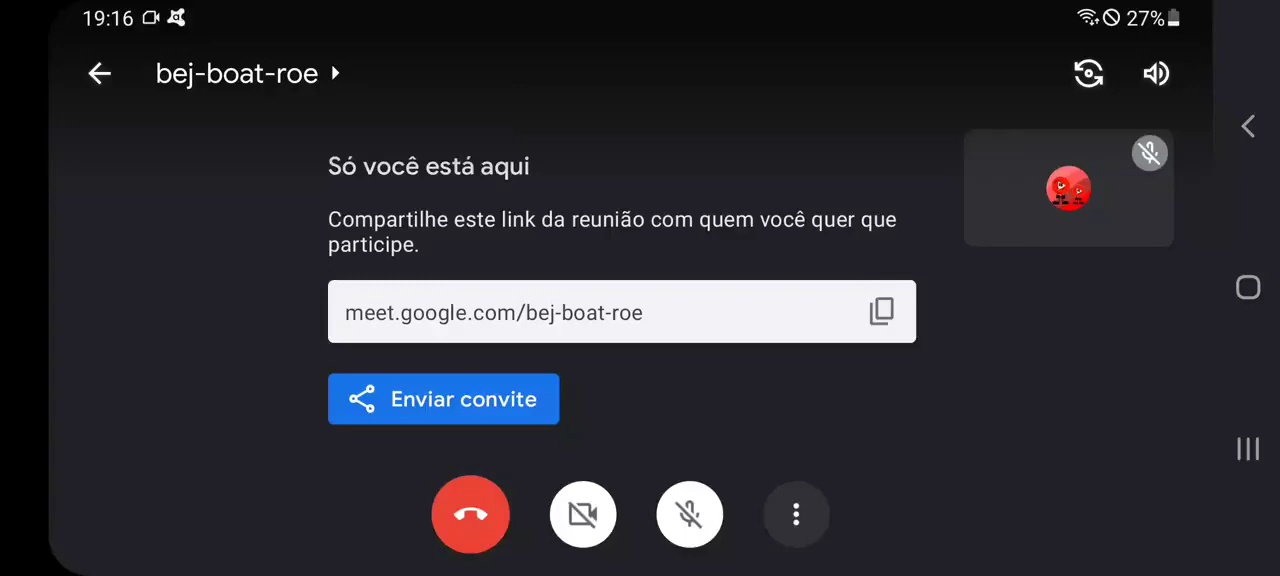 19:16
27%
bej-boat-roe
Só você está aqui
Compartilhe este link da reunião com quem você quer que
participe.
meet.google.com/bej-boat-roe
Enviar convite